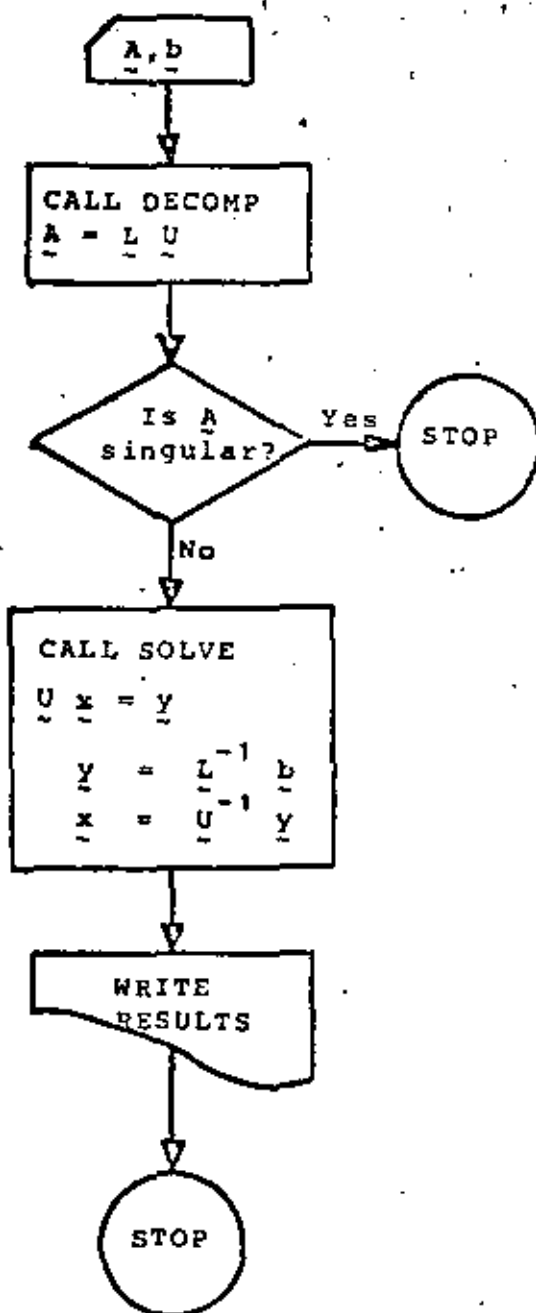 A, b
CALL DECOMP
A = L U
Is A
singular?
Yes
STOP
No
CALL SOLVE
U x = y
y = L⁻¹ b
x = U⁻¹ y
WRITE
RESULTS
STOP